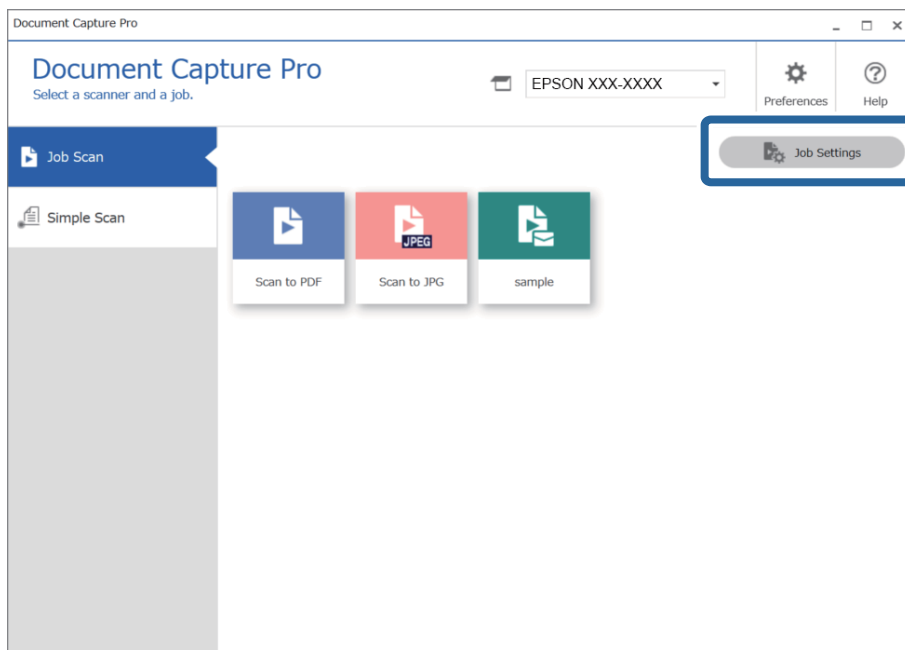 Document Capture Pro
Document Capture Pro
Select a scanner and a job.
EPSON XXX-XXXX
Preferences
Help
Job Scan
Job Settings
Simple Scan
JPEG
Scan to PDF
Scan to JPG
sample